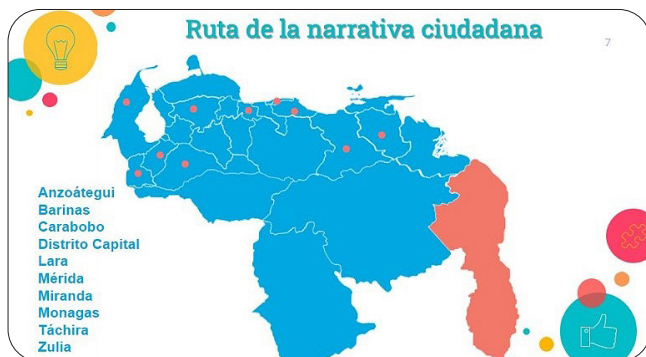 Ruta de la narrativa ciudadana
7
Anzoátegui
Barinas
Carabobo
Distrito Capital
Lara
Mérida
Miranda
Monagas
Táchira
Zulia